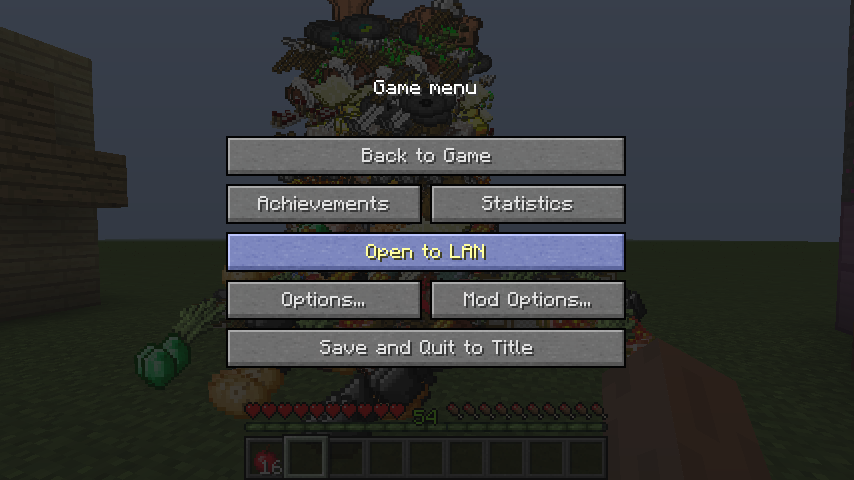 Game menu
Back to Game
Achievements
Statistics
Open to LAN
Options...
Mod Options...
Save and Quit to Title
54
16